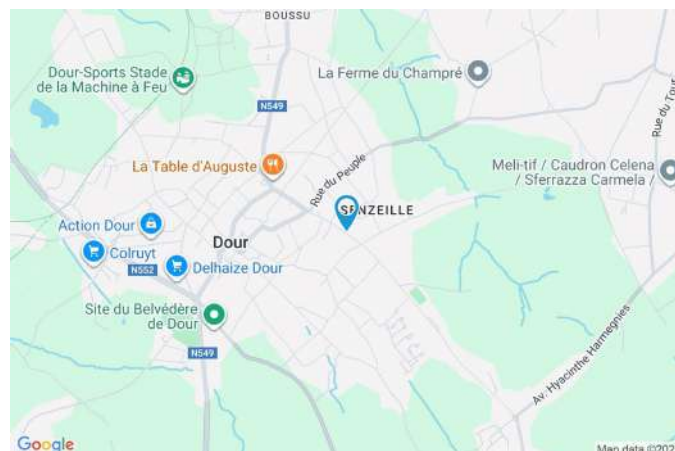 BOUSSU
Dour-Sports Stade
de la Machine à Feu
La Ferme du Champré
N549
Rue du Tour
La Table d'Auguste
Rue du Peuple
Meli-tif / Caudron Celena
/ Sferrazza Carmela /
SENZEILLE
Action Dour
Dour
Colruyt
N552
Delhaize Dour
Site du Belvédère
de Dour
N549
Av. Hyacinthe Harmegnies
Google
Map data ©202